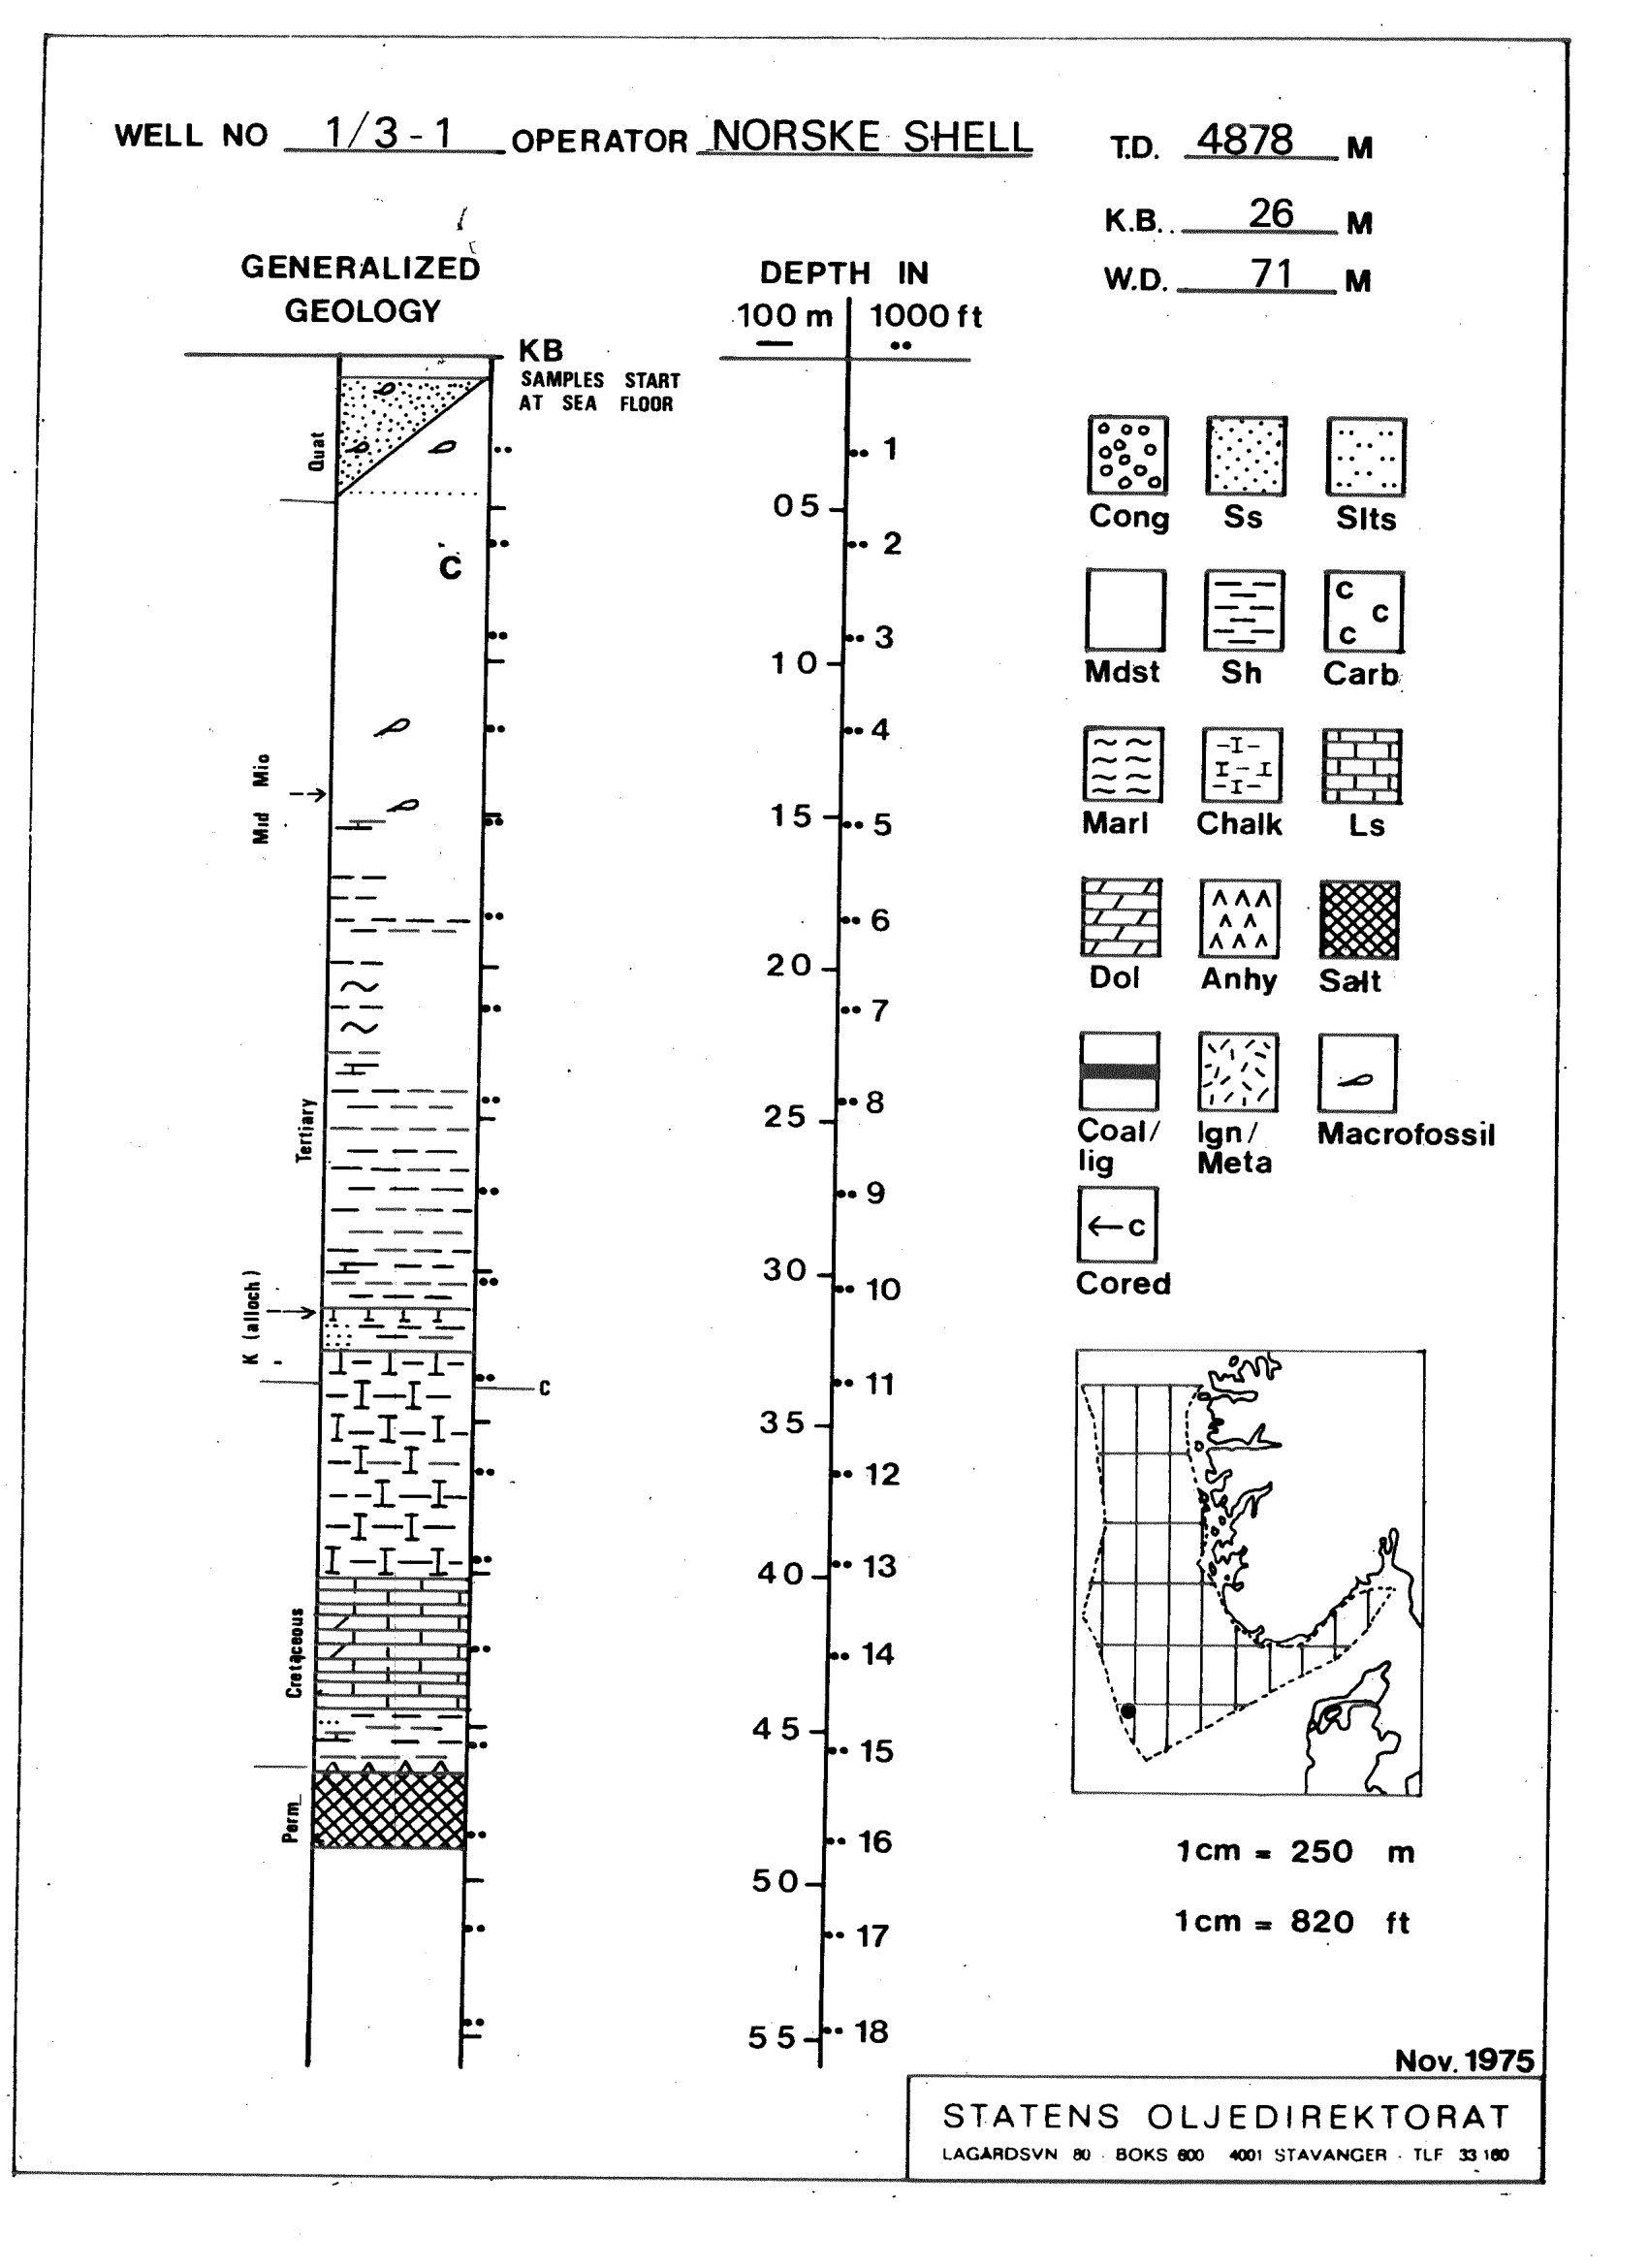 WELL NO 1/3-1 OPERATOR NORSKE SHELL T.D. 4878 M
K.B. 26 M
W.D. 71 M
GENERALIZED
GEOLOGY
DEPTH IN
100 m 1000 ft
KB
SAMPLES START
AT SEA FLOOR
Quat
C
Mid Mio
Tertiary
K (alloch)
C
Cretaceous
Perm
1
05
2
3
10
4
15
5
6
20
7
8
25
9
30
10
11
35
12
40
13
14
45
15
16
50
17
55
18
Cong Ss Slts
C
C
C
Mdst Sh Carb
Marl Chalk Ls
Dol Anhy Salt
Coal/ Ign/ Macrofossil
lig Meta
←C
Cored
1cm = 250 m
1cm = 820 ft
Nov. 1975
STATENS OLJEDIREKTORAT
LAGÅRDSVN 80 · BOKS 600 4001 STAVANGER · TLF 33 160